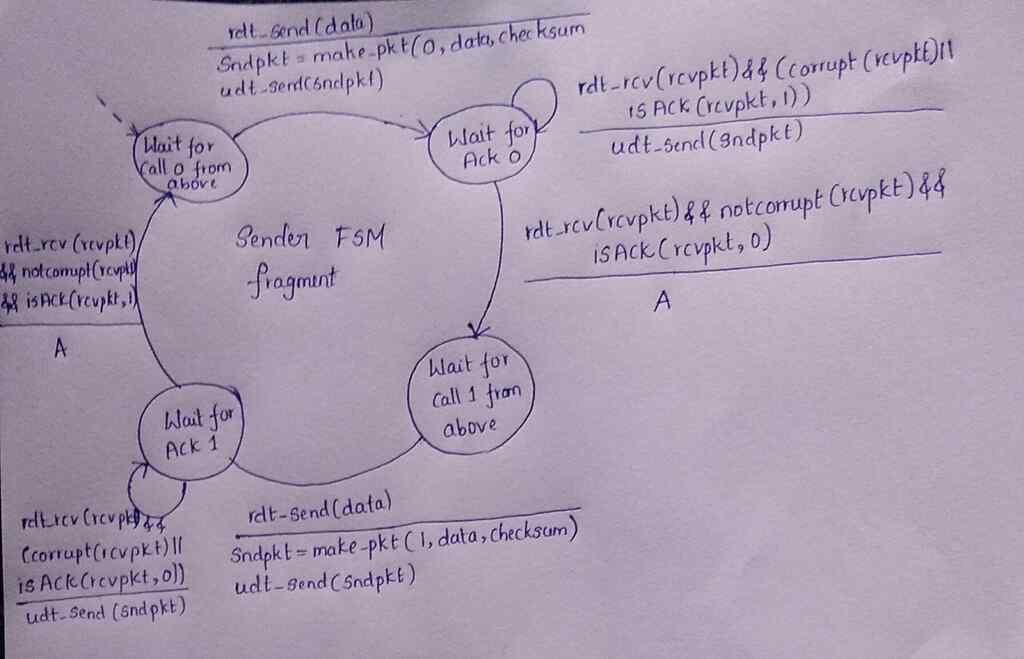 rdt_send(data)
Sndpkt = make_pkt(0, data, checksum
udt_send(sndpkt)
rdt_rcv(rcvpkt) && (corrupt(rcvpkt)||
isACK(rcvpkt,1))
udt_send(sndpkt)
Wait for
call 0 from
above
Wait for
Ack 0
rdt_rcv(rcvpkt) && notcorrupt(rcvpkt) &&
isACK(rcvpkt,0)
Λ
Sender FSM
fragment
rdt_rcv(rcvpkt)
&& notcorrupt(rcvpkt)
&& isACK(rcvpkt,1)
Λ
Wait for
call 1 from
above
Wait for
ACK 1
rdt_rcv(rcvpkt) &&
(corrupt(rcvpkt)||
isACK(rcvpkt,0))
udt_send(sndpkt)
rdt_send(data)
Sndpkt = make_pkt(1, data, checksum)
udt_send(sndpkt)